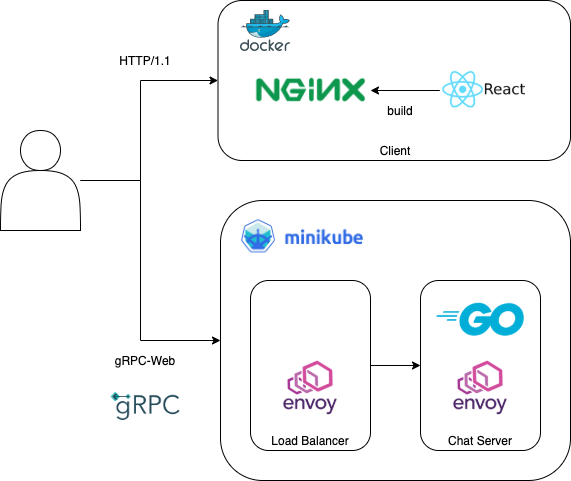 docker
HTTP/1.1
NGINX
React
build
Client
minikube
GO
gRPC-Web
gRPC
envoy
envoy
Load Balancer
Chat Server